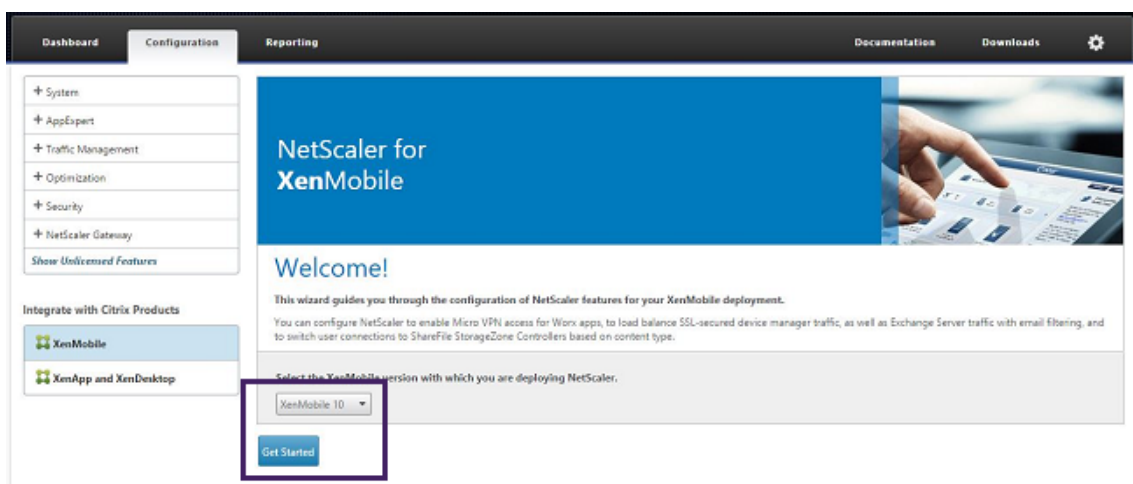 Dashboard Configuration Reporting Documentation Downloads
+ System
+ AppExpert
+ Traffic Management
+ Optimization
+ Security
+ NetScaler Gateway
Show Unlicensed Features
Integrate with Citrix Products
XenMobile
XenApp and XenDesktop
NetScaler for
XenMobile
Welcome!
This wizard guides you through the configuration of NetScaler features for your XenMobile deployment.
You can configure NetScaler to enable Micro VPN access for Worx apps, to load balance SSL-secured device manager traffic, as well as Exchange Server traffic with email filtering, and
to switch user connections to ShareFile StorageZone Controllers based on content type.
Select the XenMobile version with which you are deploying NetScaler.
XenMobile 10
Get Started